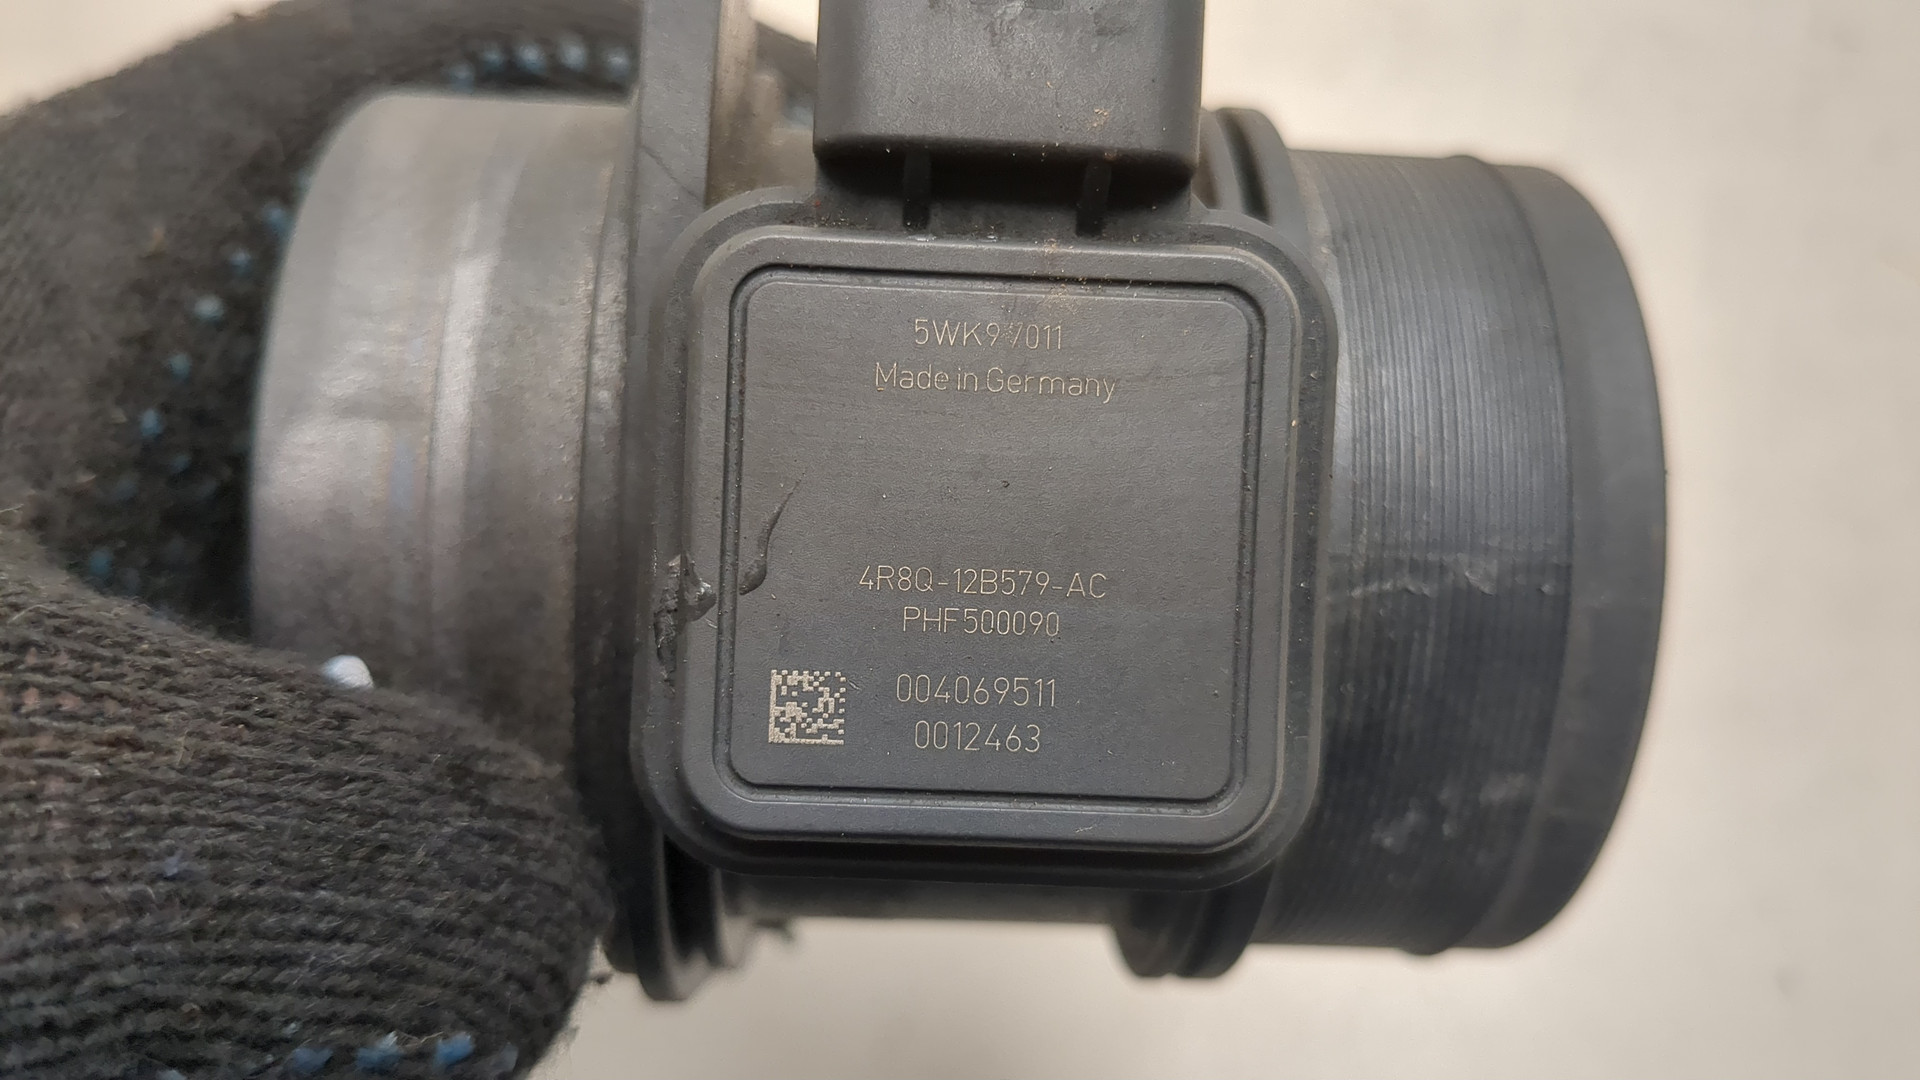 5WK97011
Made in Germany
4R8Q-12B579-AC
PHF500090
004069511
0012463